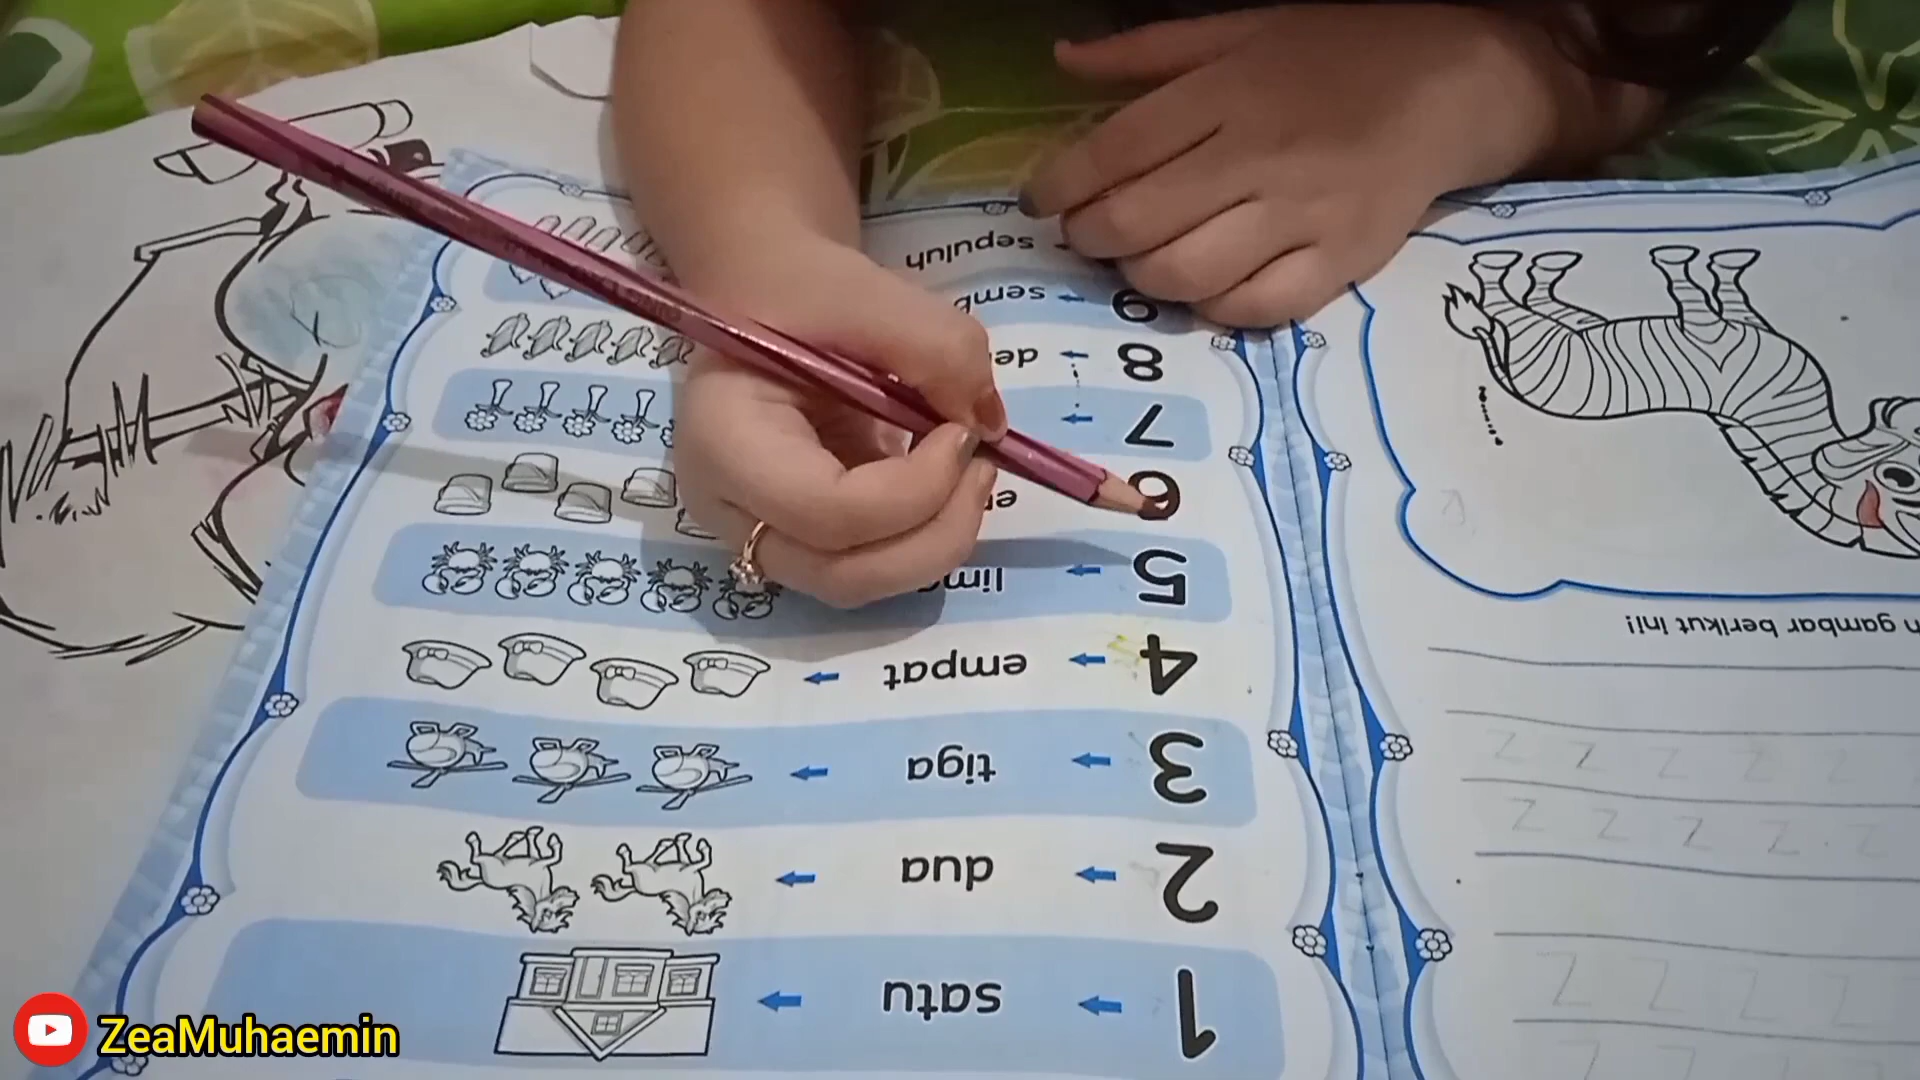 1 satu
2 dua
3 tiga
4 empat
5
6
7
8
9
sepuluh
gambar berikut ini!
Z Z Z Z Z
Z Z Z Z Z
Z Z Z Z
Z Z Z Z
ZeaMuhaemin